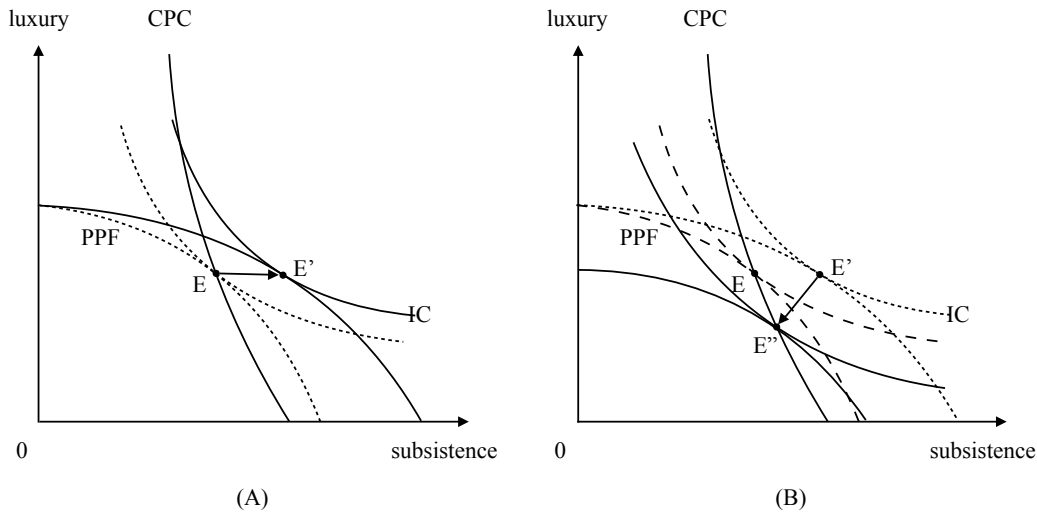 luxury
CPC
PPF
E
E’
IC
0
subsistence
(A)
luxury
CPC
PPF
E
E’
IC
E’’
0
subsistence
(B)